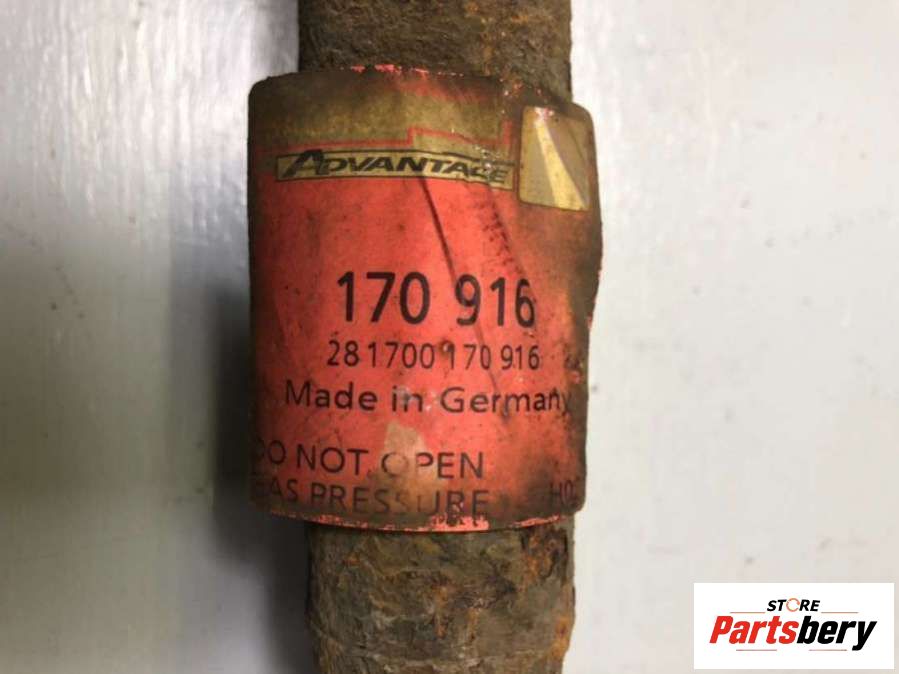 ADVANTAGE
170 916
28 1700 170 916
Made in Germany
DO NOT OPEN
GAS PRESSURE
STORE
Partsbery